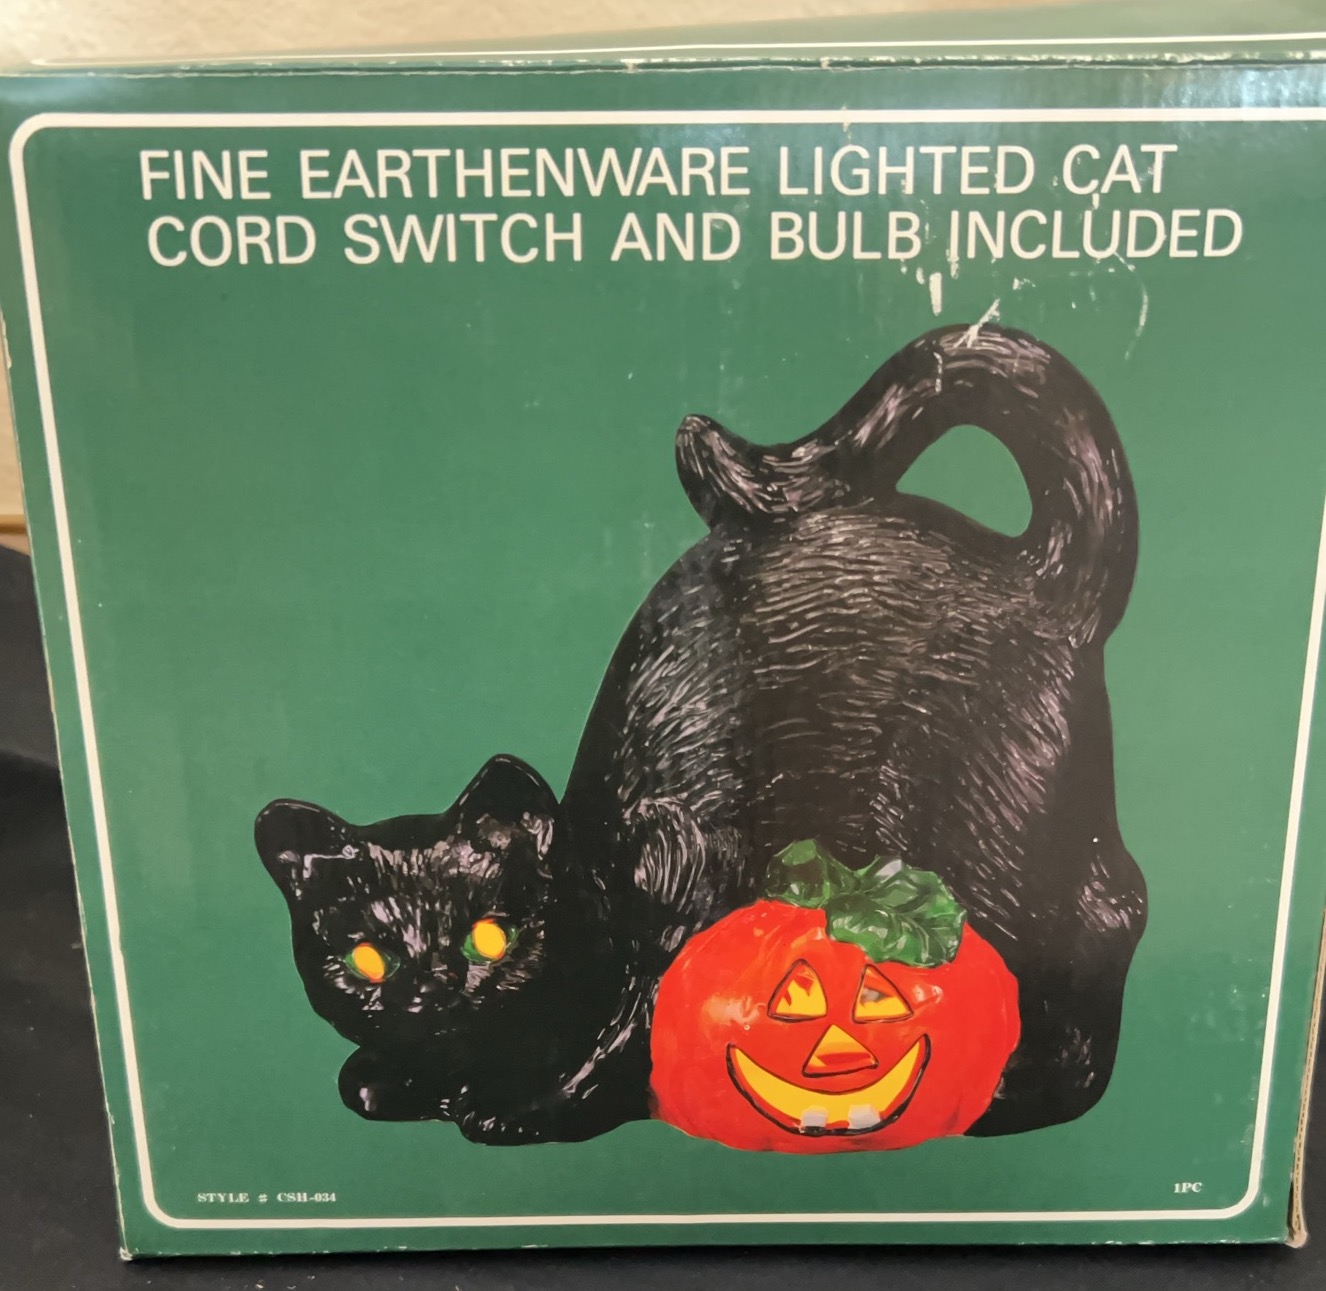 FINE EARTHENWARE LIGHTED CAT
CORD SWITCH AND BULB INCLUDED
STYLE # CSH-034
1PC